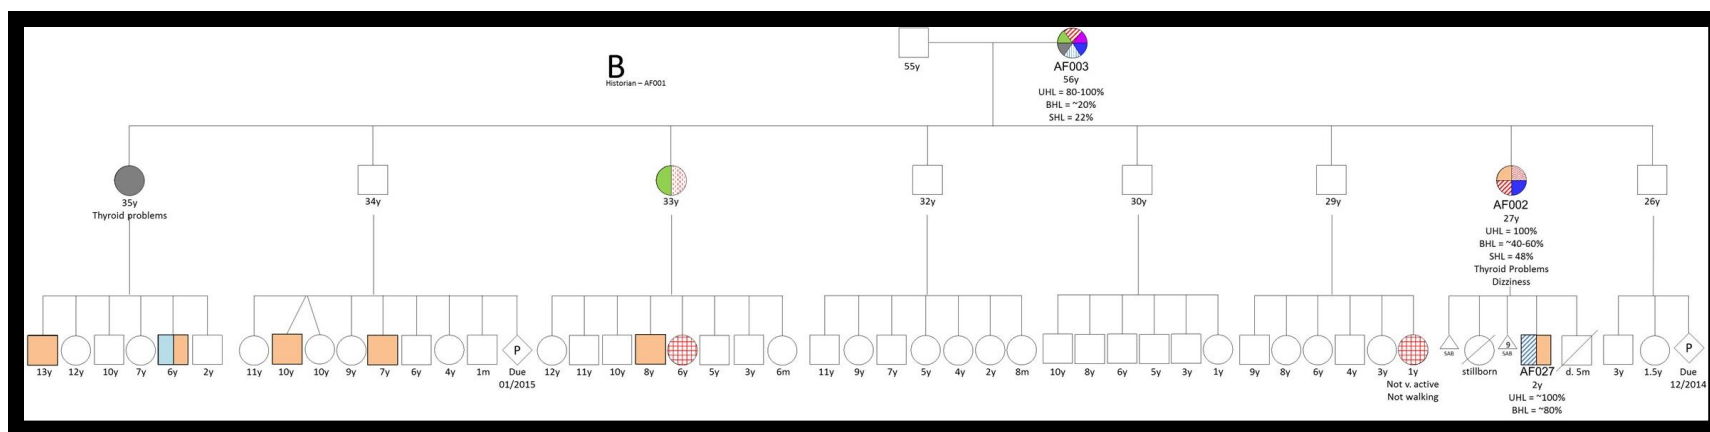 B
Historian – AF001
55y
AF003
56y
UHL = 80-100%
BHL = ~20%
SHL = 22%
35y
Thyroid problems
34y
33y
32y
30y
29y
AF002
27y
UHL = 100%
BHL = ~40-60%
SHL = 48%
Thyroid Problems
Dizziness
26y
13y 12y 10y 7y 6y 2y
11y 10y 10y 9y 7y 6y 4y 1m
P
Due
01/2015
12y 11y 10y 8y 6y 5y 3y 6m
11y 9y 7y 5y 4y 2y 8m
10y 8y 6y 5y 3y 1y
9y 8y 6y 4y 3y 1y
Not v. active
Not walking
SAB
stillborn
9
SAB
AF027
2y
UHL = ~100%
BHL = ~80%
d. 5m
3y 1.5y
P
Due
12/2014